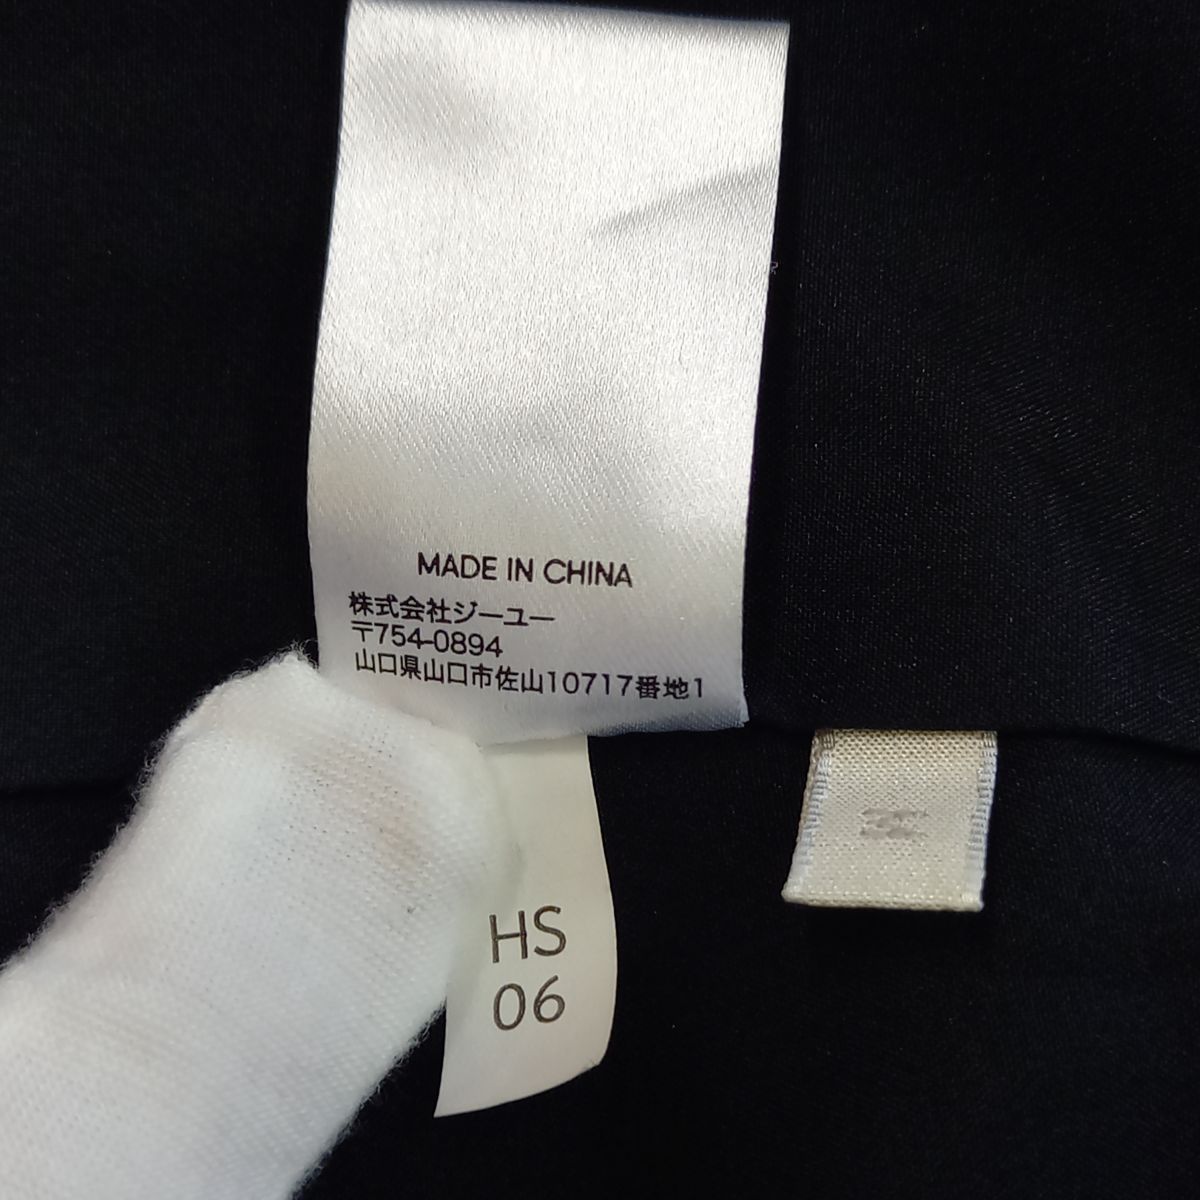 MADE IN CHINA
株式会社ジーユー
〒754-0894
山口県山口市佐山10717番地1
HS
06